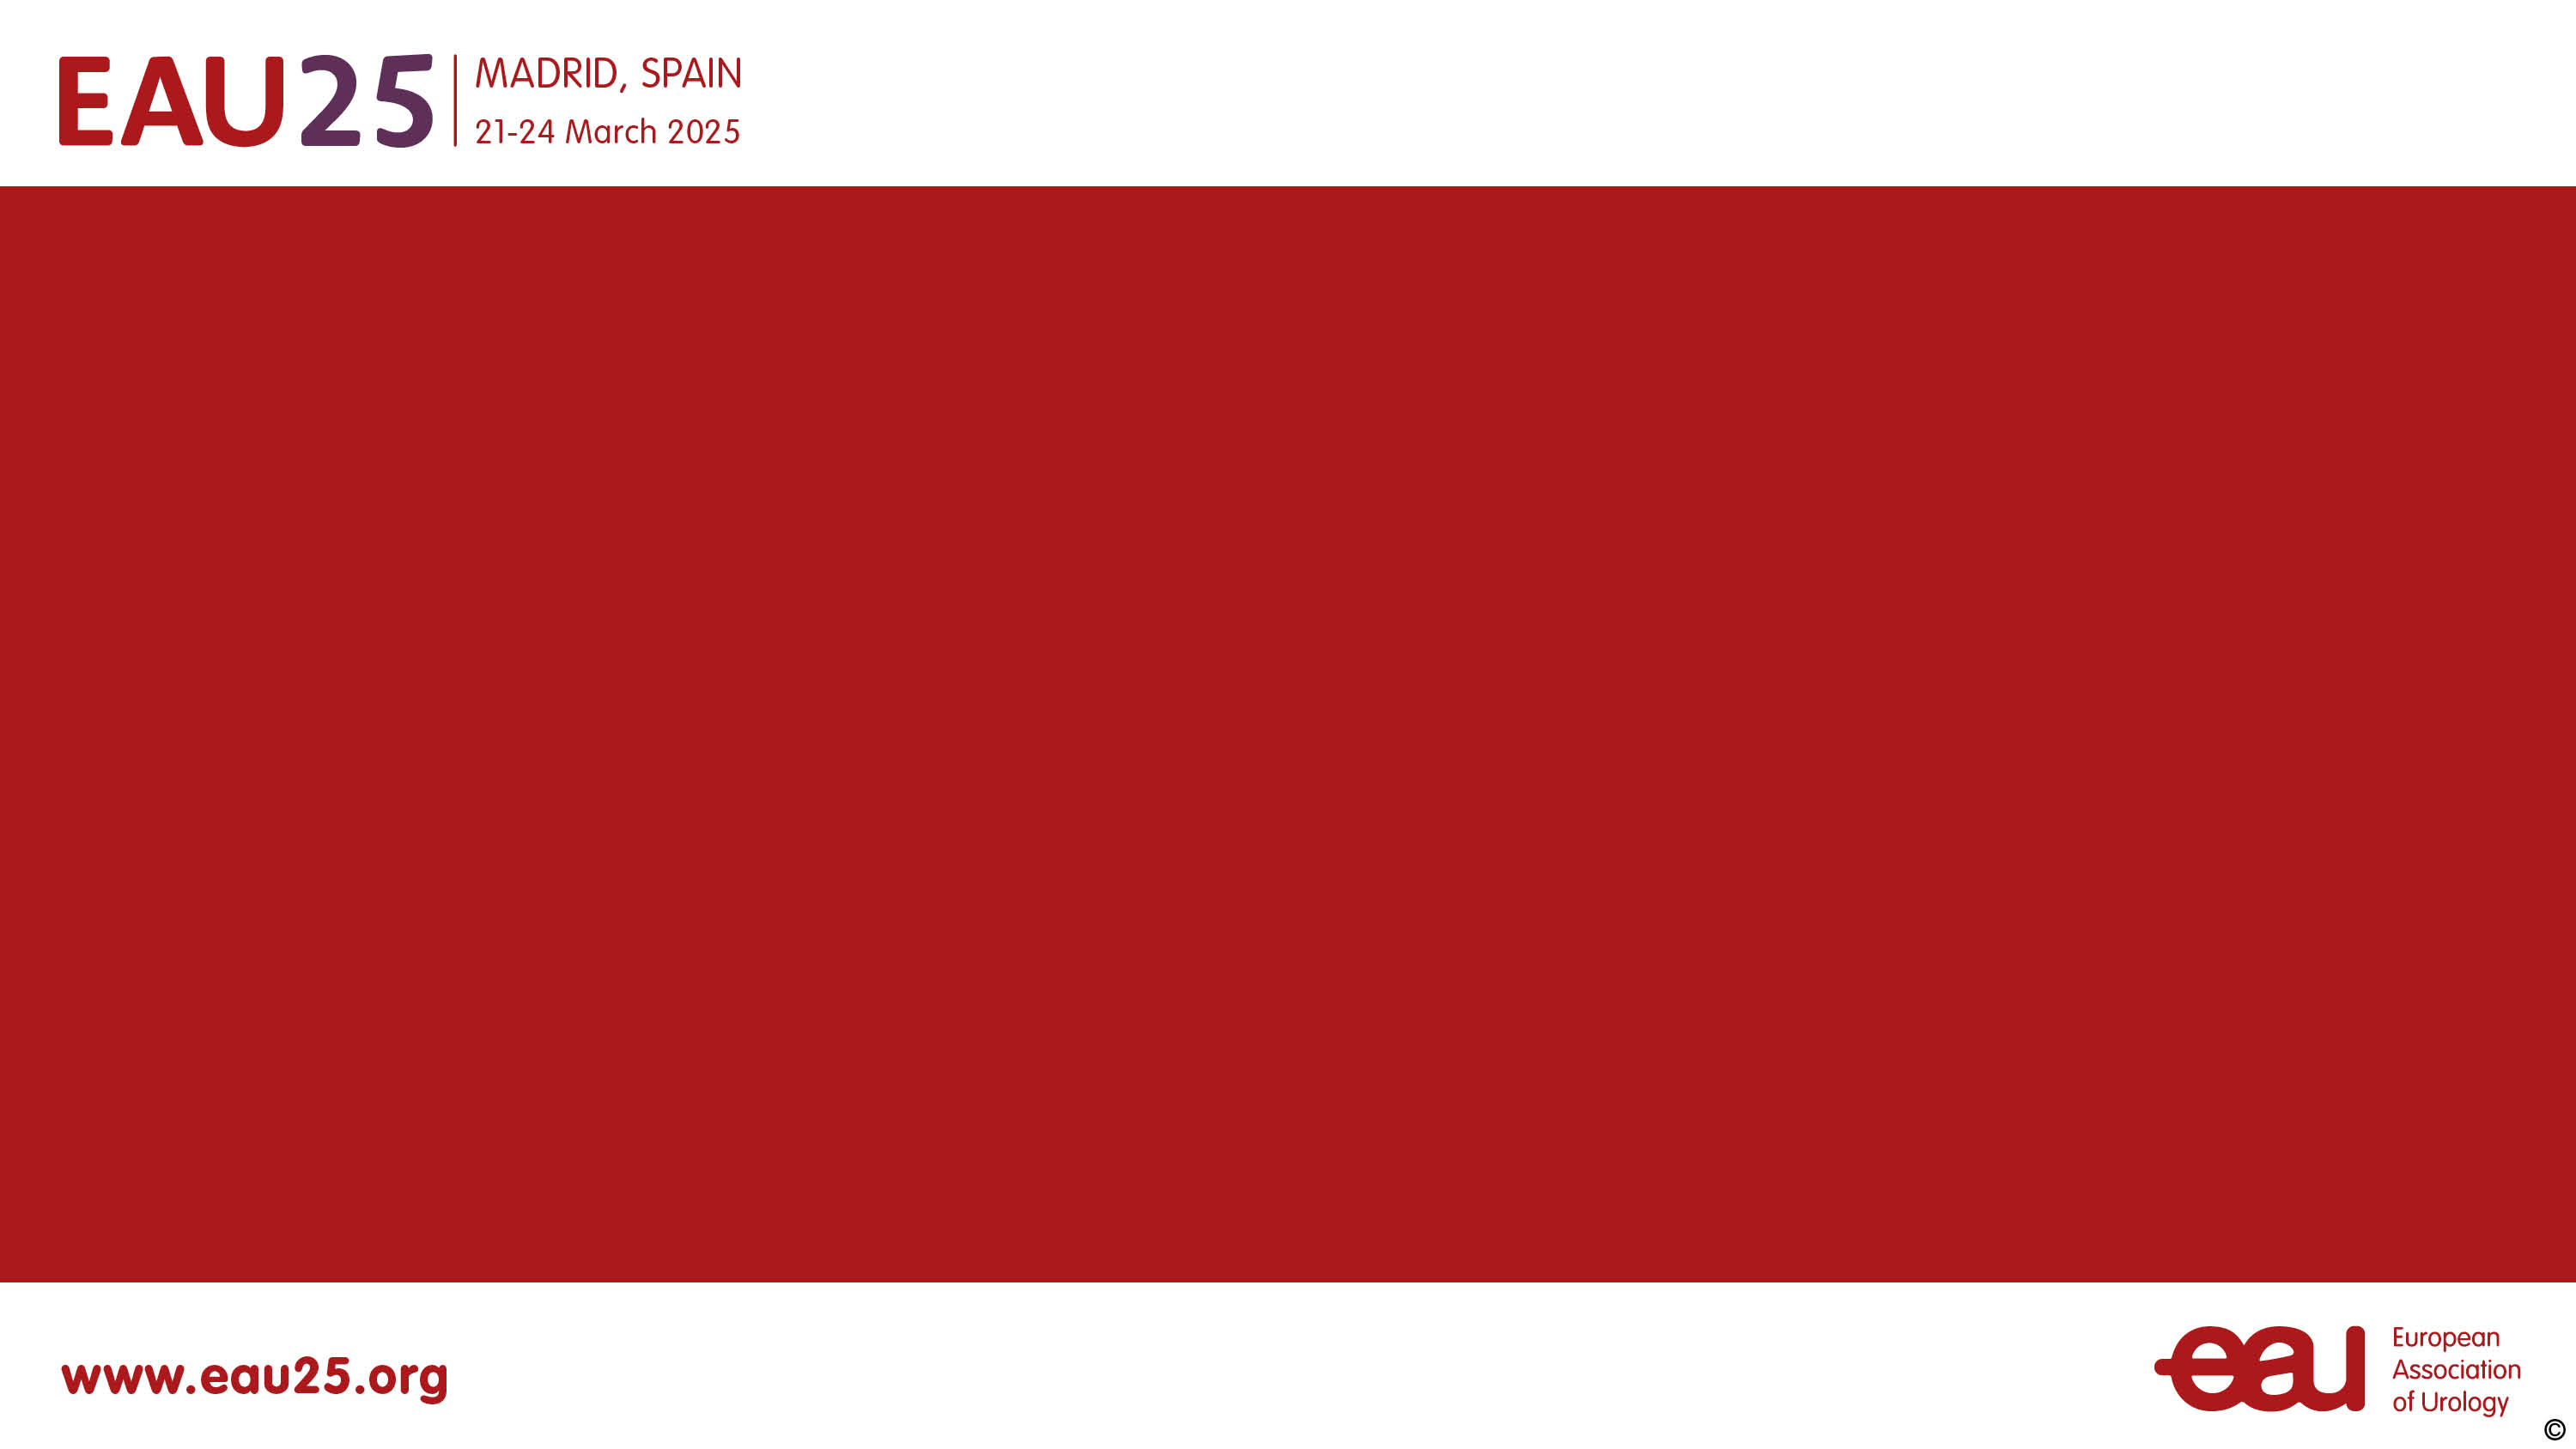 EAU25
MADRID, SPAIN
21-24 March 2025
www.eau25.org
eau
European
Association
of Urology
©